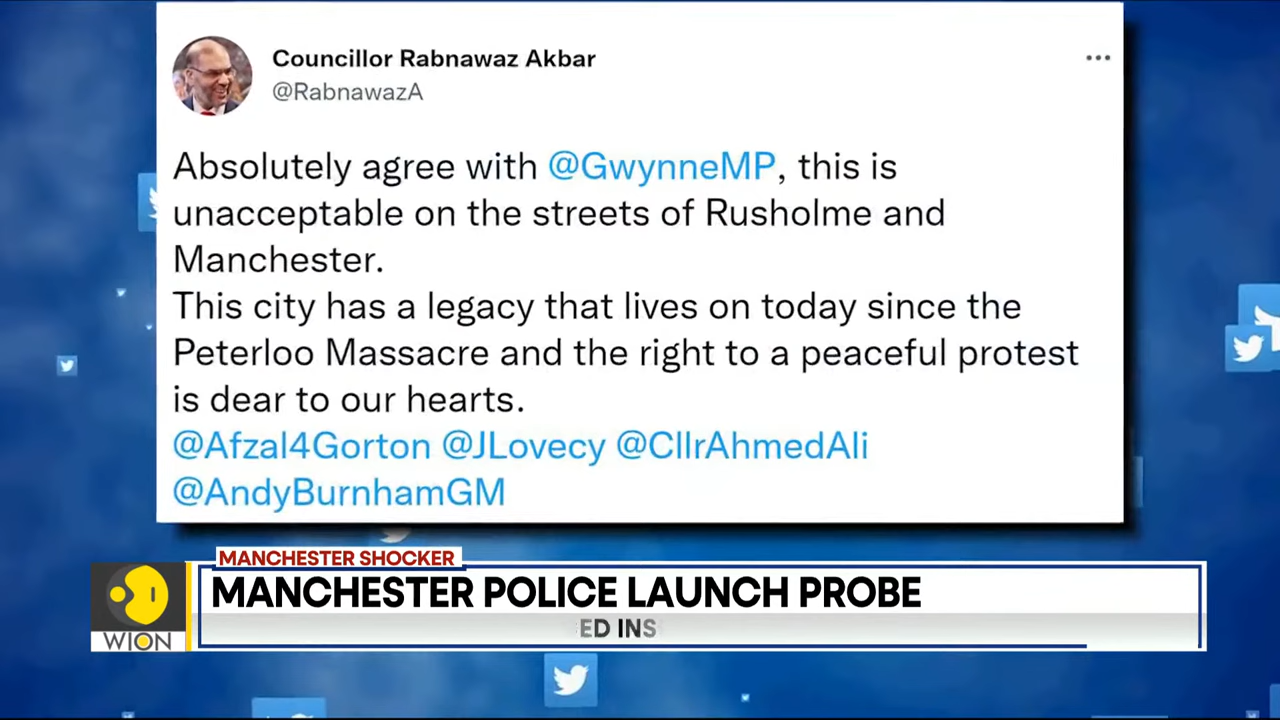 Councillor Rabnawaz Akbar
@RabnawazA
Absolutely agree with @GwynneMP, this is
unacceptable on the streets of Rusholme and
Manchester.
This city has a legacy that lives on today since the
Peterloo Massacre and the right to a peaceful protest
is dear to our hearts.
@Afzal4Gorton @JLovecy @CllrAhmedAli
@AndyBurnhamGM
MANCHESTER SHOCKER
MANCHESTER POLICE LAUNCH PROBE
ED INS
WION